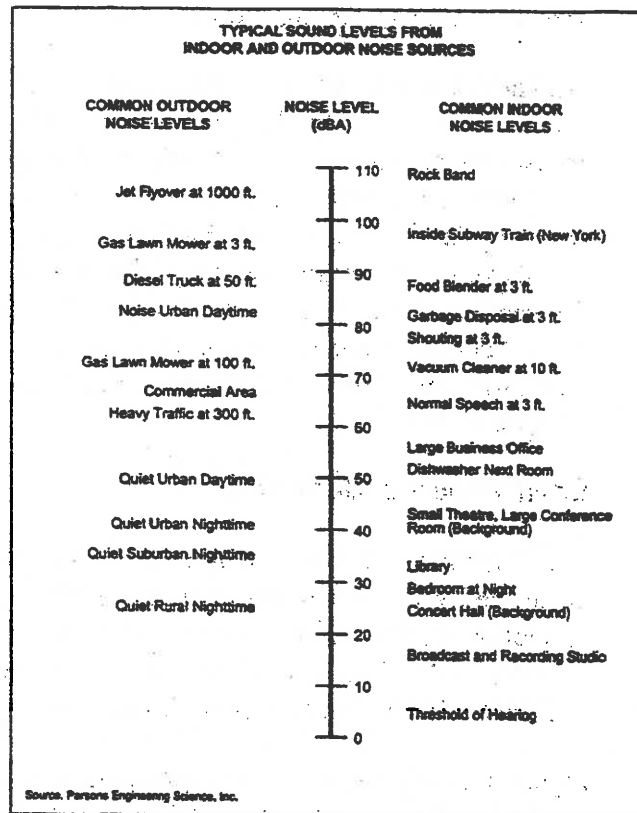 TYPICAL SOUND LEVELS FROM
INDOOR AND OUTDOOR NOISE SOURCES
COMMON OUTDOOR
NOISE LEVELS
NOISE LEVEL
(dBA)
COMMON INDOOR
NOISE LEVELS
110
Rock Band
Jet Flyover at 1000 ft.
100
Inside Subway Train (New York)
Gas Lawn Mower at 3 ft.
90
Diesel Truck at 50 ft.
Food Blender at 3 ft.
Noise Urban Daytime
Garbage Disposal at 3 ft.
80
Shouting at 3 ft.
Gas Lawn Mower at 100 ft.
Vacuum Cleaner at 10 ft.
70
Commercial Area
Normal Speech at 3 ft.
Heavy Traffic at 300 ft.
60
Large Business Office
Dishwasher Next Room
Quiet Urban Daytime
50
Small Theatre, Large Conference
Room (Background)
Quiet Urban Nighttime
40
Quiet Suburban Nighttime
Library
30
Bedroom at Night
Quiet Rural Nighttime
Concert Hall (Background)
20
Broadcast and Recording Studio
10
Threshold of Hearing
0
Source. Parsons Engineering Science, Inc.